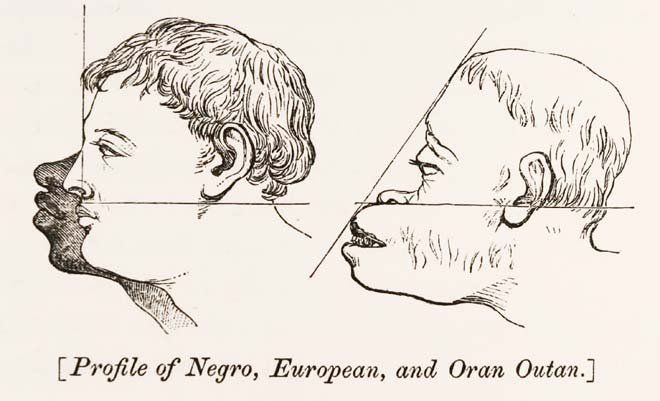 [Profile of Negro, European, and Oran Outan.]